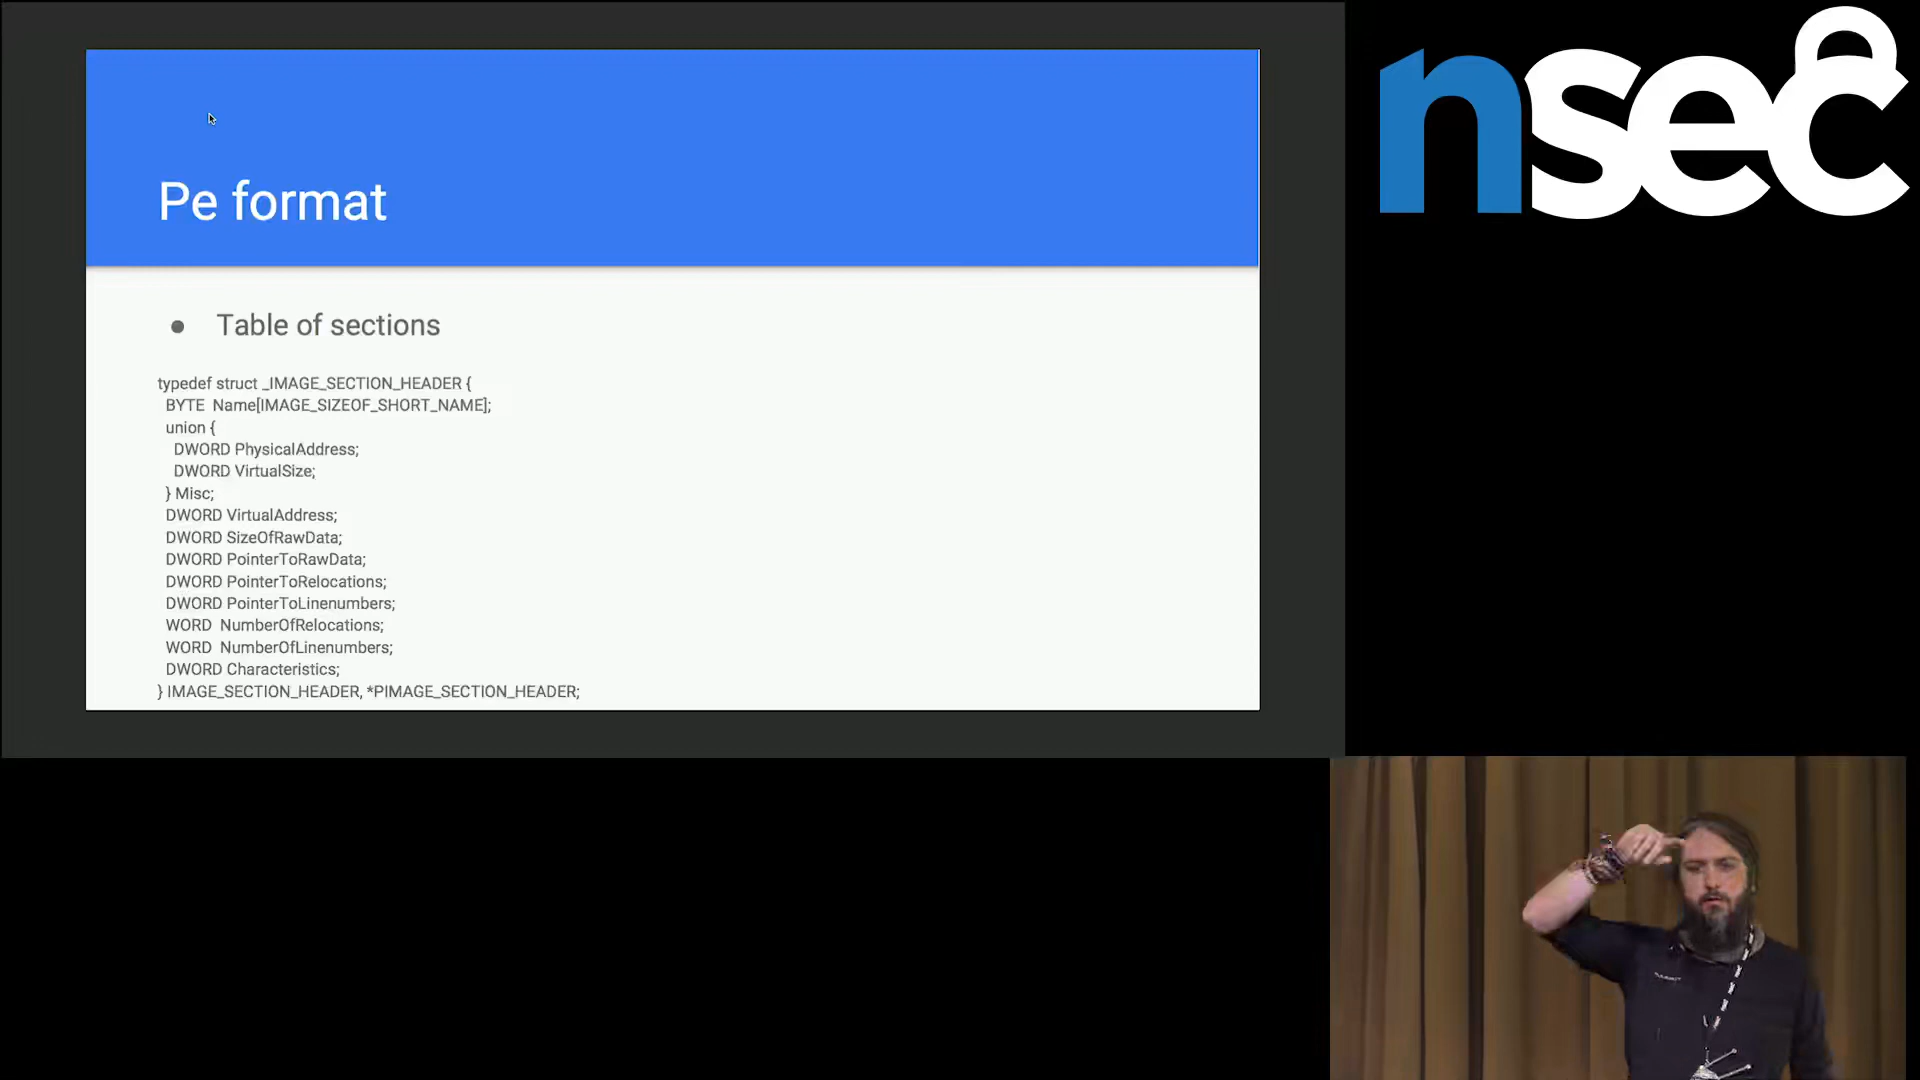 nsec
Pe format
● Table of sections
typedef struct _IMAGE_SECTION_HEADER {
BYTE Name[IMAGE_SIZEOF_SHORT_NAME];
union {
DWORD PhysicalAddress;
DWORD VirtualSize;
} Misc;
DWORD VirtualAddress;
DWORD SizeOfRawData;
DWORD PointerToRawData;
DWORD PointerToRelocations;
DWORD PointerToLinenumbers;
WORD NumberOfRelocations;
WORD NumberOfLinenumbers;
DWORD Characteristics;
} IMAGE_SECTION_HEADER, *PIMAGE_SECTION_HEADER;